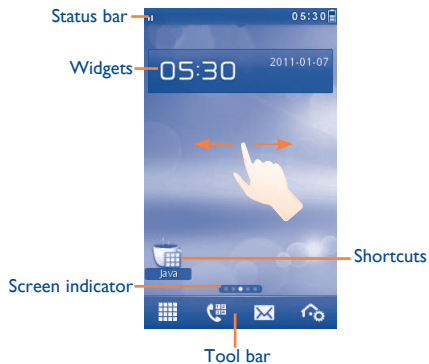 Status bar
05:30
Widgets
05:30
2011-01-07
Java
Shortcuts
Screen indicator
Tool bar